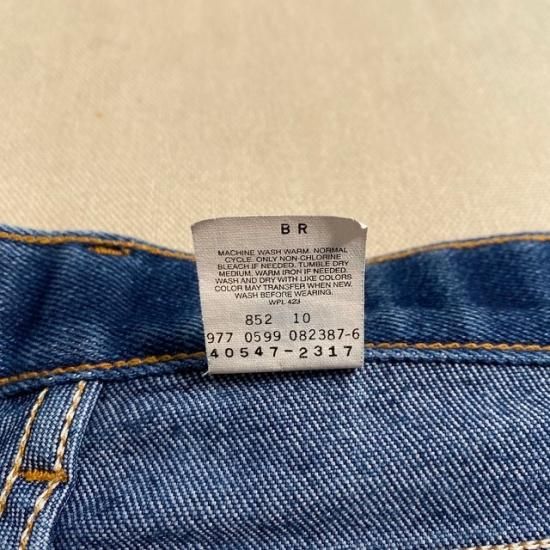 BR
MACHINE WASH WARM. NORMAL
CYCLE. ONLY NON-CHLORINE
BLEACH IF NEEDED. TUMBLE DRY
MEDIUM. WARM IRON IF NEEDED.
WASH AND DRY WITH LIKE COLORS
COLOR MAY TRANSFER WHEN NEW.
WASH BEFORE WEARING.
WPL 423
852 10
977 0599 082387-6
40547-2317